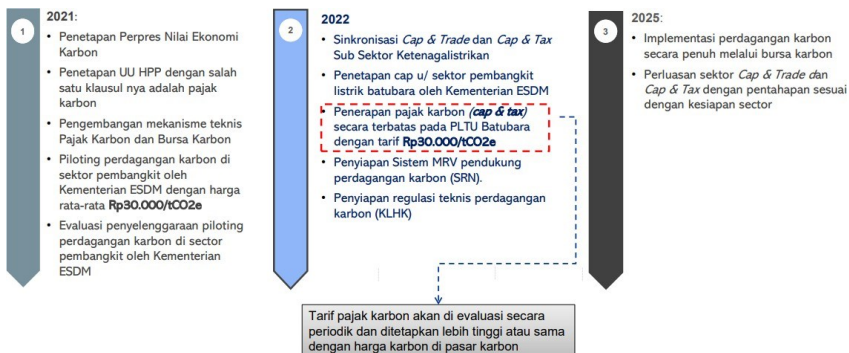 1
2021:
• Penetapan Perpres Nilai Ekonomi
Karbon
• Penetapan UU HPP dengan salah
satu klausul nya adalah pajak
karbon
• Pengembangan mekanisme teknis
Pajak Karbon dan Bursa Karbon
• Piloting perdagangan karbon di
sektor pembangkit oleh
Kementerian ESDM dengan harga
rata-rata Rp30.000/tCO2e
• Evaluasi penyelenggaraan piloting
perdagangan karbon di sector
pembangkit oleh Kementerian
ESDM
2
2022
• Sinkronisasi Cap & Trade dan Cap & Tax
Sub Sektor Ketenagalistrikan
• Penetapan cap u/ sektor pembangkit
listrik batubara oleh Kementerian ESDM
• Penerapan pajak karbon (cap & tax)
secara terbatas pada PLTU Batubara
dengan tarif Rp30.000/tCO2e
• Penyiapan Sistem MRV pendukung
perdagangan karbon (SRN).
• Penyiapan regulasi teknis perdagangan
karbon (KLHK)
3
2025:
• Implementasi perdagangan karbon
secara penuh melalui bursa karbon
• Perluasan sektor Cap & Trade dan
Cap & Tax dengan pentahapan sesuai
dengan kesiapan sector
Tarif pajak karbon akan di evaluasi secara
periodik dan ditetapkan lebih tinggi atau sama
dengan harga karbon di pasar karbon